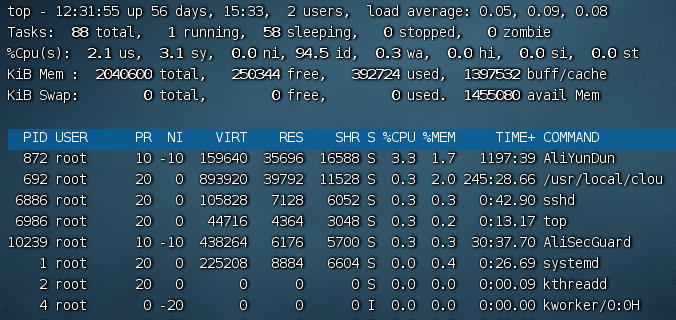 top - 12:31:55 up 56 days, 15:33,  2 users,  load average: 0.05, 0.09, 0.08
Tasks:  88 total,   1 running,  58 sleeping,   0 stopped,   0 zombie
%Cpu(s):  2.1 us,  3.1 sy,  0.0 ni, 94.5 id,  0.3 wa,  0.0 hi,  0.0 si,  0.0 st
KiB Mem :  2040600 total,   250344 free,   392724 used,  1397532 buff/cache
KiB Swap:        0 total,        0 free,        0 used.  1455080 avail Mem
PID USER      PR  NI    VIRT    RES    SHR S %CPU %MEM     TIME+ COMMAND
872 root      10 -10  159640  35696  16588 S  3.3  1.7   1197:39 AliYunDun
692 root      20   0  893920  39792  11528 S  0.3  2.0 245:28.66 /usr/local/clou
6886 root      20   0  105828   7128   6052 S  0.3  0.3   0:42.90 sshd
6986 root      20   0   44716   4364   3048 S  0.3  0.2   0:13.17 top
10239 root      10 -10  438264   6176   5700 S  0.3  0.3  30:37.70 AliSecGuard
1 root      20   0  225208   8884   6604 S  0.0  0.4   0:26.69 systemd
2 root      20   0       0      0      0 S  0.0  0.0   0:00.09 kthreadd
4 root       0 -20       0      0      0 I  0.0  0.0   0:00.00 kworker/0:0H